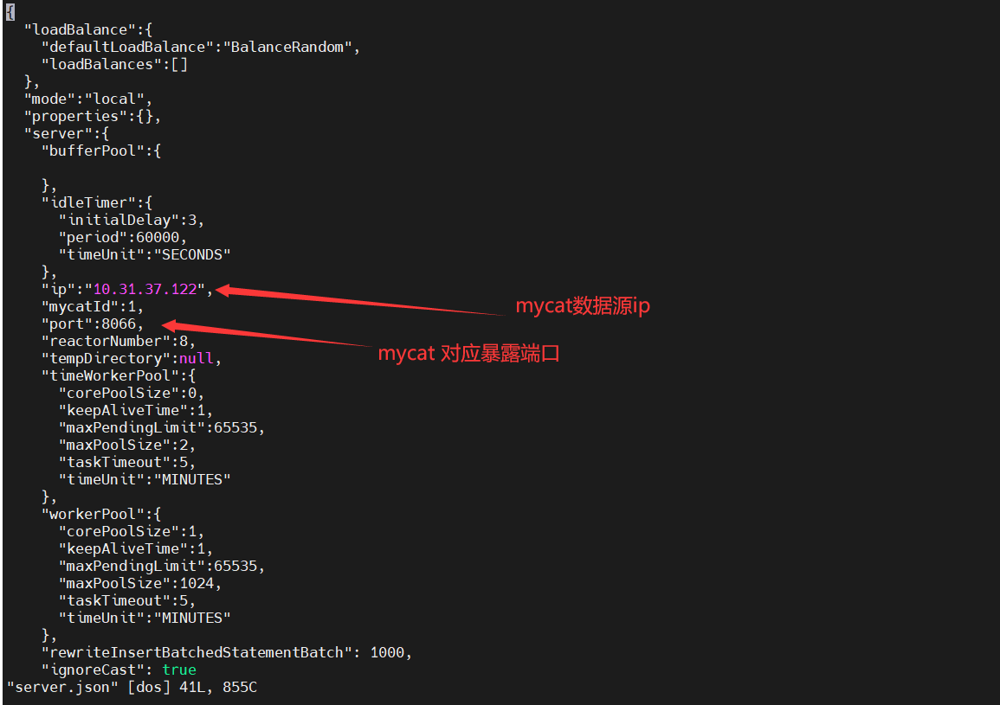 {
  "loadBalance":{
    "defaultLoadBalance":"BalanceRandom",
    "loadBalances":[]
  },
  "mode":"local",
  "properties":{},
  "server":{
    "bufferPool":{
    },
    "idleTimer":{
      "initialDelay":3,
      "period":60000,
      "timeUnit":"SECONDS"
    },
    "ip":"10.31.37.122",
mycat数据源ip
    "mycatId":1,
    "port":8066,
mycat 对应暴露端口
    "reactorNumber":8,
    "tempDirectory":null,
    "timeWorkerPool":{
      "corePoolSize":0,
      "keepAliveTime":1,
      "maxPendingLimit":65535,
      "maxPoolSize":2,
      "taskTimeout":5,
      "timeUnit":"MINUTES"
    },
    "workerPool":{
      "corePoolSize":1,
      "keepAliveTime":1,
      "maxPendingLimit":65535,
      "maxPoolSize":1024,
      "taskTimeout":5,
      "timeUnit":"MINUTES"
    },
    "rewriteInsertBatchedStatementBatch": 1000,
    "ignoreCast": true
"server.json" [dos] 41L, 855C